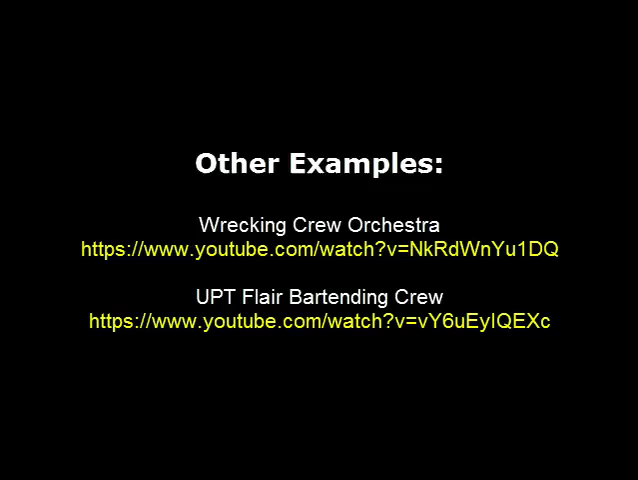 Other Examples:
Wrecking Crew Orchestra
https://www.youtube.com/watch?v=NkRdWnYu1DQ
UPT Flair Bartending Crew
https://www.youtube.com/watch?v=vY6uEyIQEXc